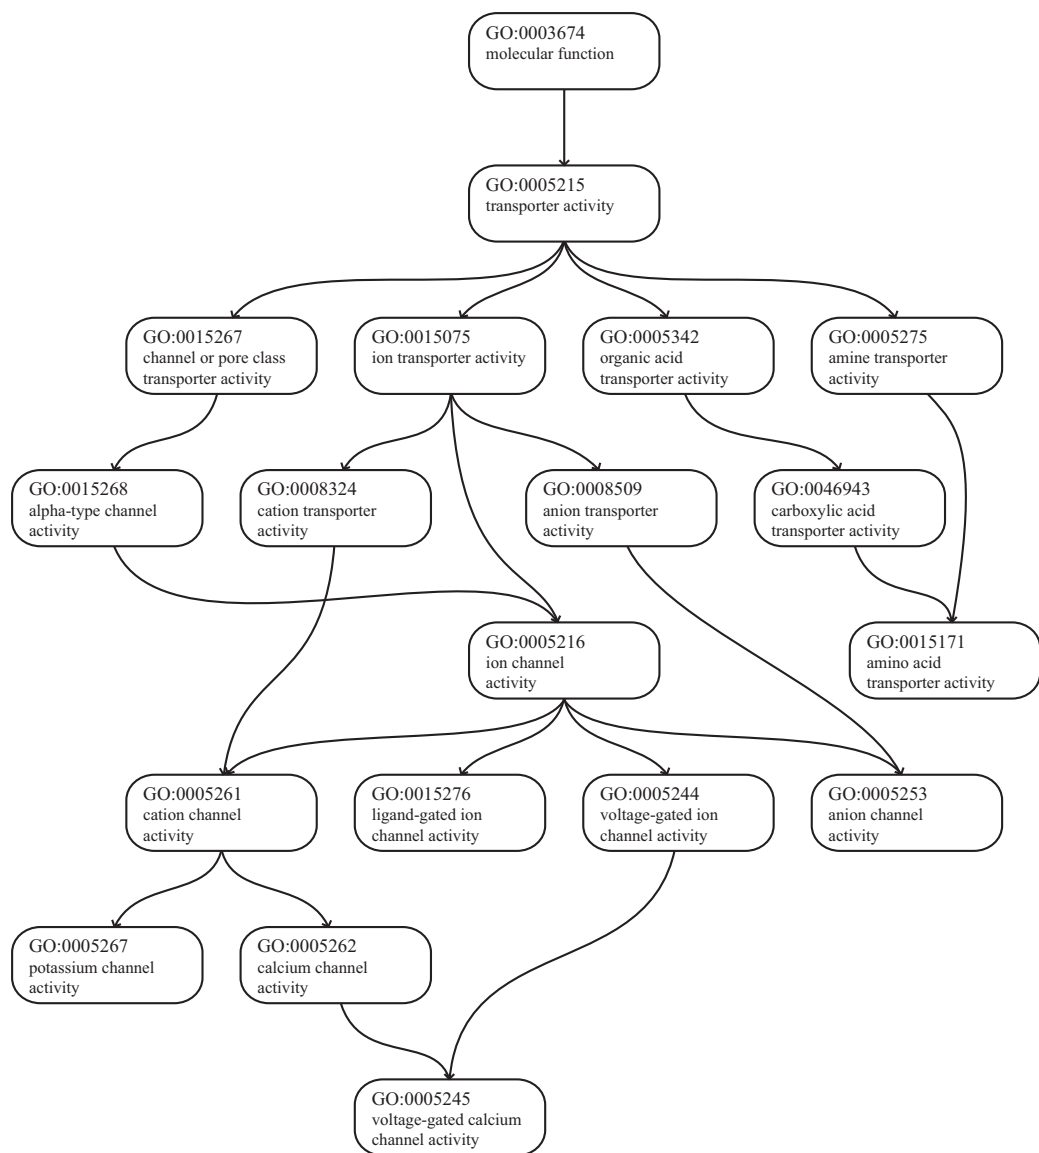 GO:0003674
molecular function
GO:0005215
transporter activity
GO:0015267
channel or pore class
transporter activity
GO:0015075
ion transporter activity
GO:0005342
organic acid
transporter activity
GO:0005275
amine transporter
activity
GO:0015268
alpha-type channel
activity
GO:0008324
cation transporter
activity
GO:0008509
anion transporter
activity
GO:0046943
carboxylic acid
transporter activity
GO:0005216
ion channel
activity
GO:0015171
amino acid
transporter activity
GO:0005261
cation channel
activity
GO:0015276
ligand-gated ion
channel activity
GO:0005244
voltage-gated ion
channel activity
GO:0005253
anion channel
activity
GO:0005267
potassium channel
activity
GO:0005262
calcium channel
activity
GO:0005245
voltage-gated calcium
channel activity